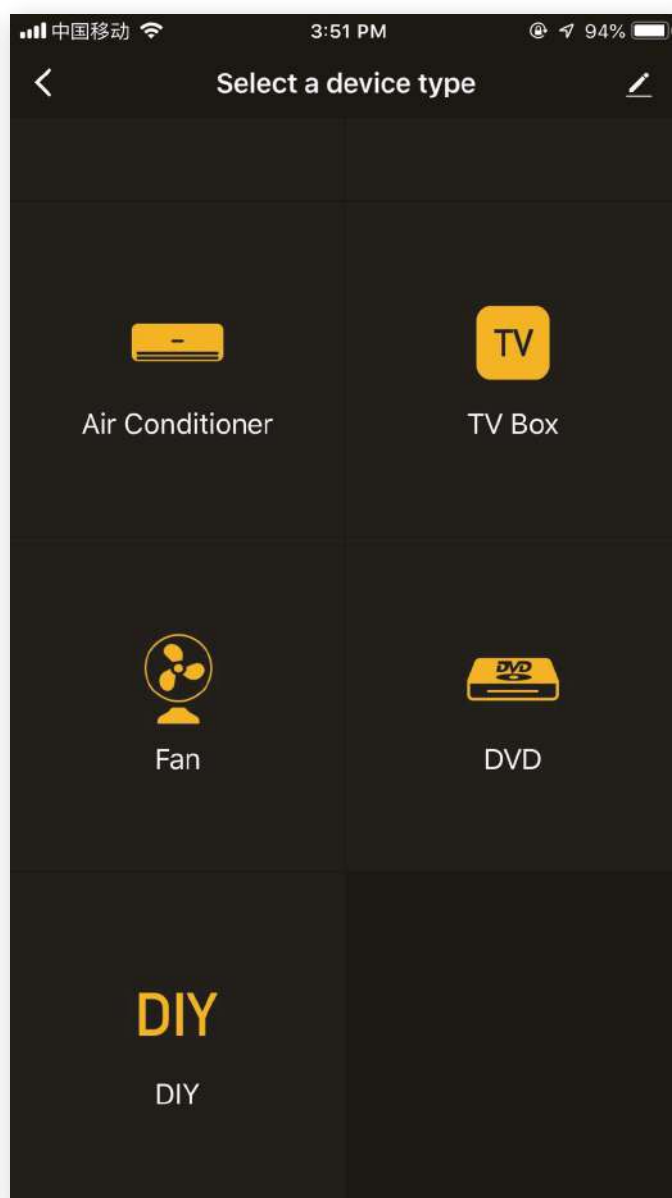 中国移动 3:51 PM 94%
Select a device type
Air Conditioner TV Box
TV
Fan DVD
DVD
DIY
DIY